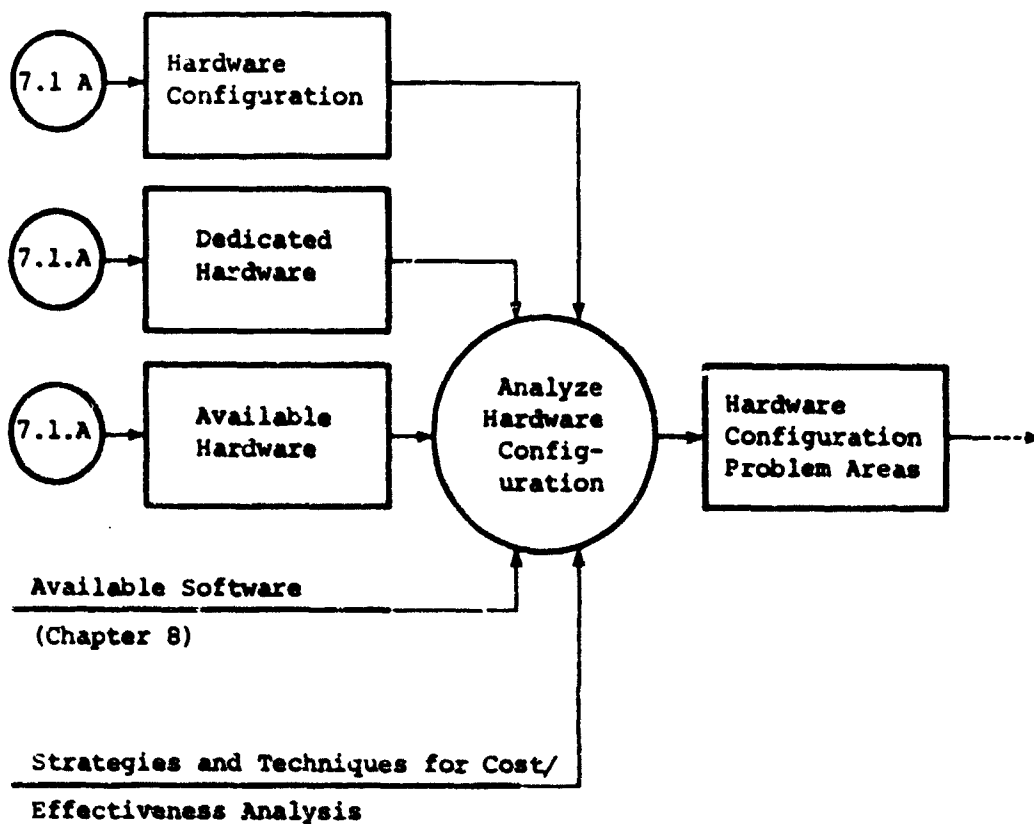 7.1 A
Hardware
Configuration
7.1.A
Dedicated
Hardware
7.1.A
Available
Hardware
Analyze
Hardware
Config-
uration
Hardware
Configuration
Problem Areas
Available Software
(Chapter 8)
Strategies and Techniques for Cost/
Effectiveness Analysis